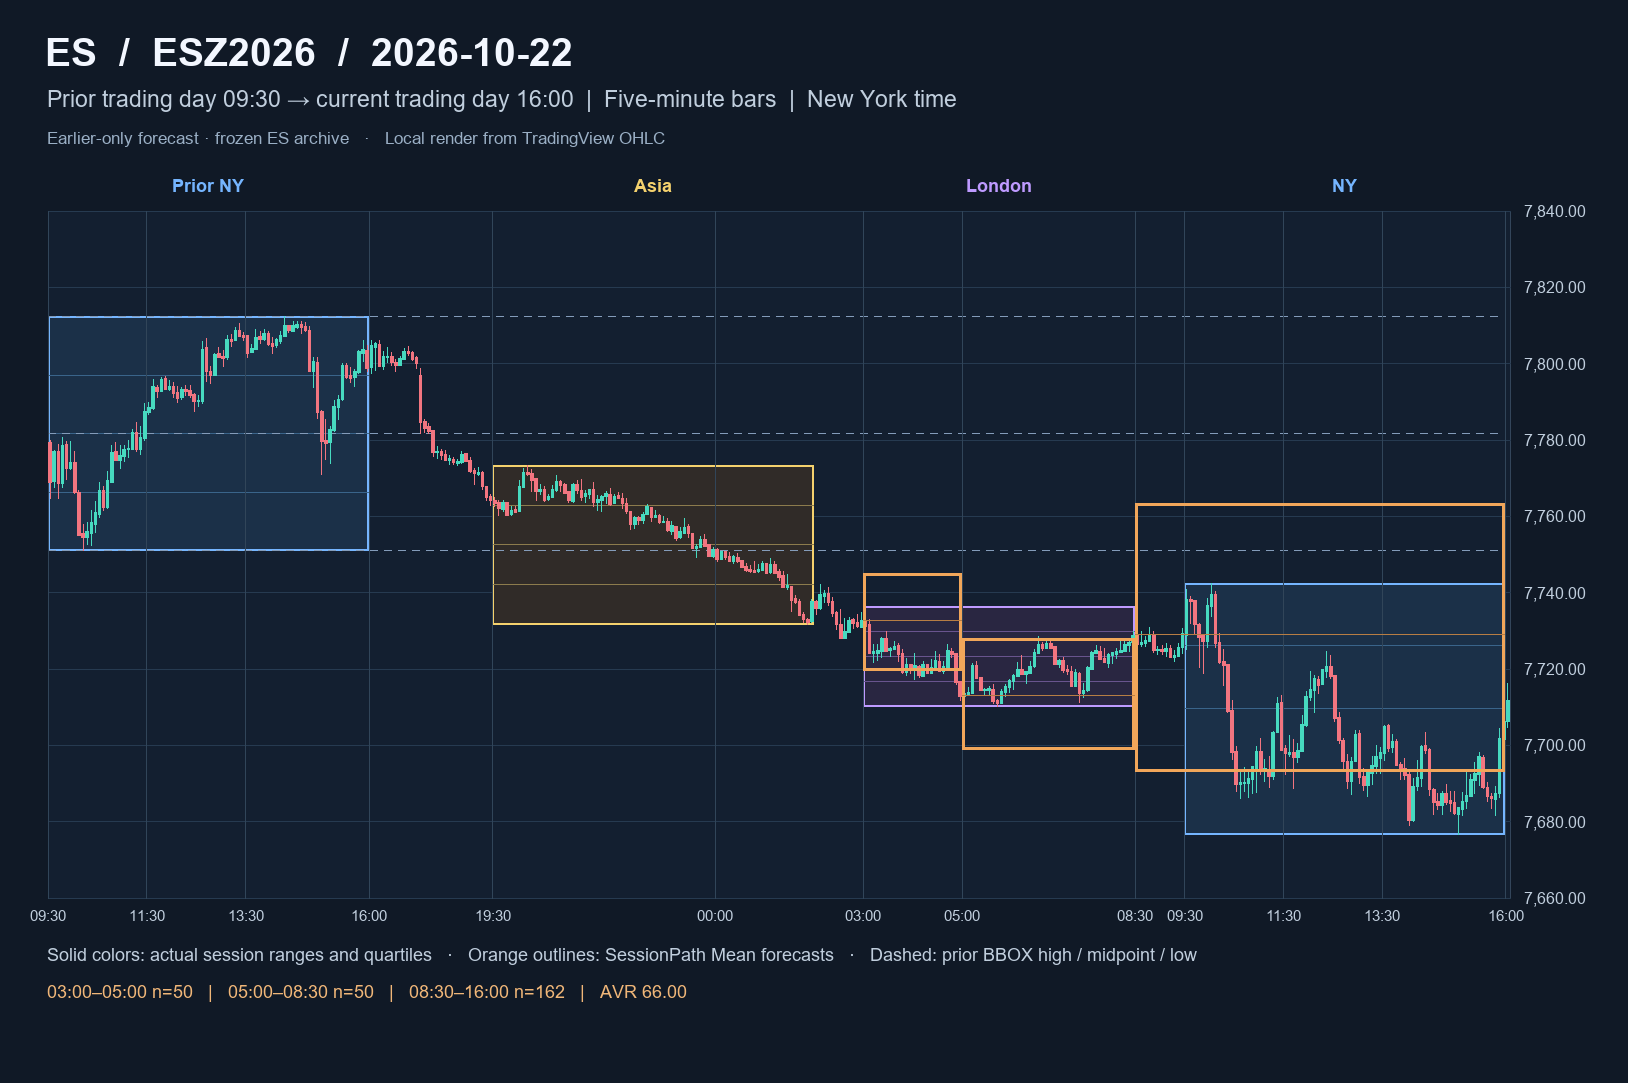 ES / ESZ2026 / 2026-10-22
Prior trading day 09:30 → current trading day 16:00 | Five-minute bars | New York time
Earlier-only forecast · frozen ES archive · Local render from TradingView OHLC
Prior NY Asia London NY
7,840.00
7,820.00
7,800.00
7,780.00
7,760.00
7,740.00
7,720.00
7,700.00
7,680.00
7,660.00
09:30 11:30 13:30 16:00 19:30 00:00 03:00 05:00 08:30 09:30 11:30 13:30 16:00
Solid colors: actual session ranges and quartiles · Orange outlines: SessionPath Mean forecasts · Dashed: prior BBOX high / midpoint / low
03:00–05:00 n=50 | 05:00–08:30 n=50 | 08:30–16:00 n=162 | AVR 66.00